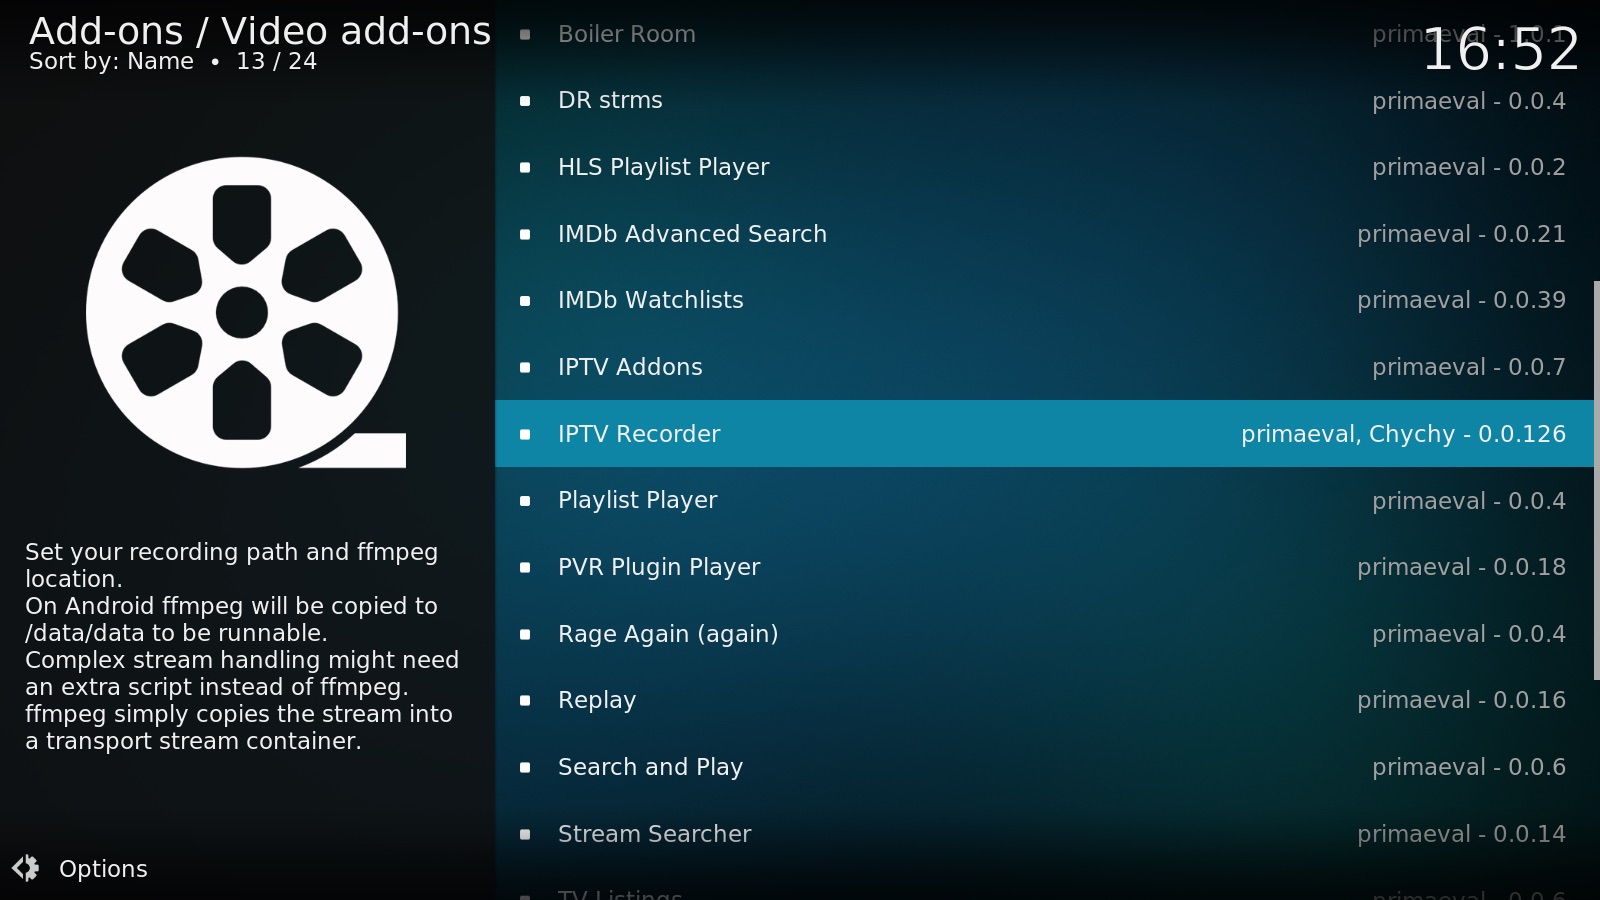 Add-ons / Video add-ons
Sort by: Name • 13 / 24
16:52
Boiler Room primaeval - 1.0.1
DR strms primaeval - 0.0.4
HLS Playlist Player primaeval - 0.0.2
IMDb Advanced Search primaeval - 0.0.21
IMDb Watchlists primaeval - 0.0.39
IPTV Addons primaeval - 0.0.7
IPTV Recorder primaeval, Chychy - 0.0.126
Playlist Player primaeval - 0.0.4
PVR Plugin Player primaeval - 0.0.18
Rage Again (again) primaeval - 0.0.4
Replay primaeval - 0.0.16
Search and Play primaeval - 0.0.6
Stream Searcher primaeval - 0.0.14
TV Listings primaeval - 0.0.6
Set your recording path and ffmpeg
location.
On Android ffmpeg will be copied to
/data/data to be runnable.
Complex stream handling might need
an extra script instead of ffmpeg.
ffmpeg simply copies the stream into
a transport stream container.
Options